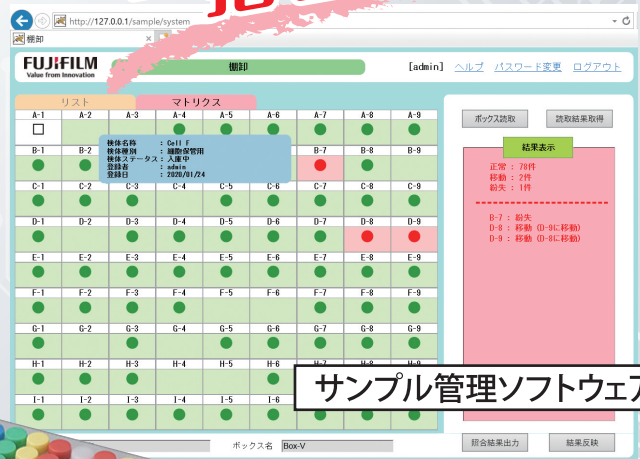 http://127.0.0.1/sample/system
棚卸
FUJIFILM
Value from Innovation
棚卸
[admin] ヘルプ パスワード変更 ログアウト
リスト マトリクス
A-1 A-2 A-3 A-4 A-5 A-6 A-7 A-8 A-9
検体名称 : Cell F
検体種別 : 細胞保管用
検体ステータス : 入庫中
登録者 : admin
登録日 : 2020/01/24
B-1 B-2 B-7 B-8 B-9
C-1 C-2 C-3 C-4 C-5 C-6 C-7 C-8 C-9
D-1 D-2 D-3 D-4 D-5 D-6 D-7 D-8 D-9
E-1 E-2 E-3 E-4 E-5 E-6 E-7 E-8 E-9
F-1 F-2 F-3 F-4 F-5 F-6 F-7 F-8 F-9
G-1 G-2 G-3 G-4 G-5 G-6 G-7 G-8 G-9
H-1 H-2 H-3 H-4 H-5 H-6 H-7 H-8 H-9
I-1 I-2 I-3 I-4 I-5 I-6
ボックス読取 読取結果取得
結果表示
正常 : 78件
移動 : 2件
紛失 : 1件
B-7 : 紛失
D-8 : 移動 (D-9に移動)
D-9 : 移動 (D-8に移動)
サンプル管理ソフトウェア
ボックス名 Box-V
照合結果出力 結果反映